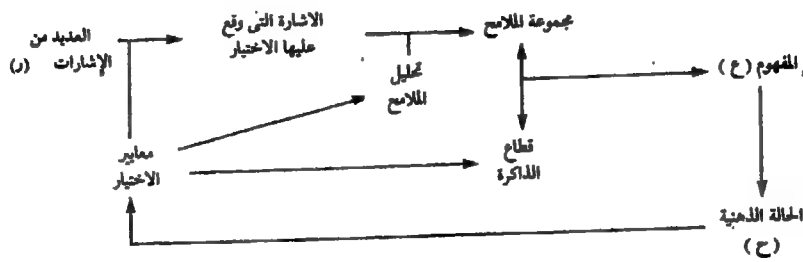 العديد من
الإشارات (ر)
الاشارة التى وقع
عليها الاختيار
مجموعة الملامح
تحليل
الملامح
المفهوم (ع)
معايير
الاختيار
قطاع
الذاكرة
الحالة الذهنية
(ح)